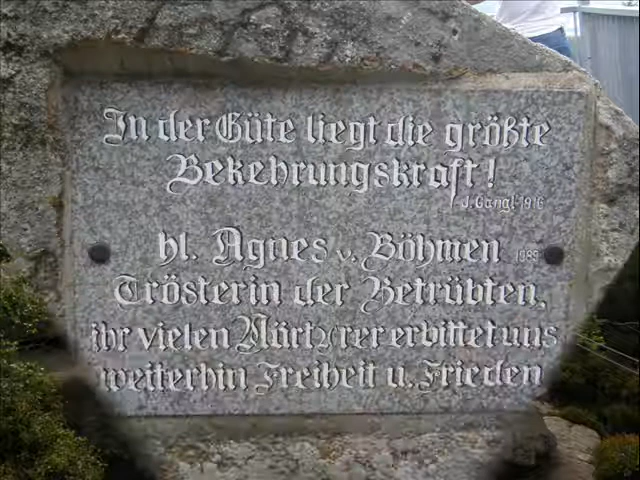 In der Güte liegt die größte
Bekehrungskraft!
J. Gangl 1916
hl. Agnes v. Böhmen 1989
Trösterin der Betrübten,
ihr vielen Märtyrer erbittet uns
weiterhin Freiheit u. Frieden